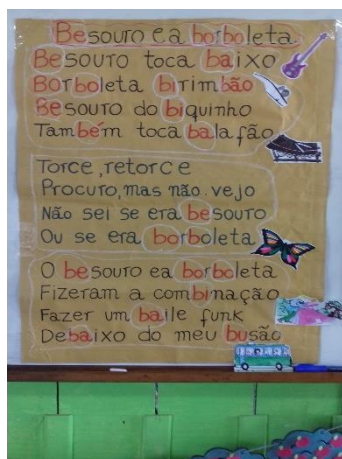 Besouro e a borboleta
Besouro toca baixo
Borboleta birimbão
Besouro do biquinho
Também toca balafão
Torce, retorce
Procuro, mas não vejo
Não sei se era besouro
Ou se era borboleta
O besouro e a borboleta
Fizeram a combinação
Fazer um baile funk
Debaixo do meu busão